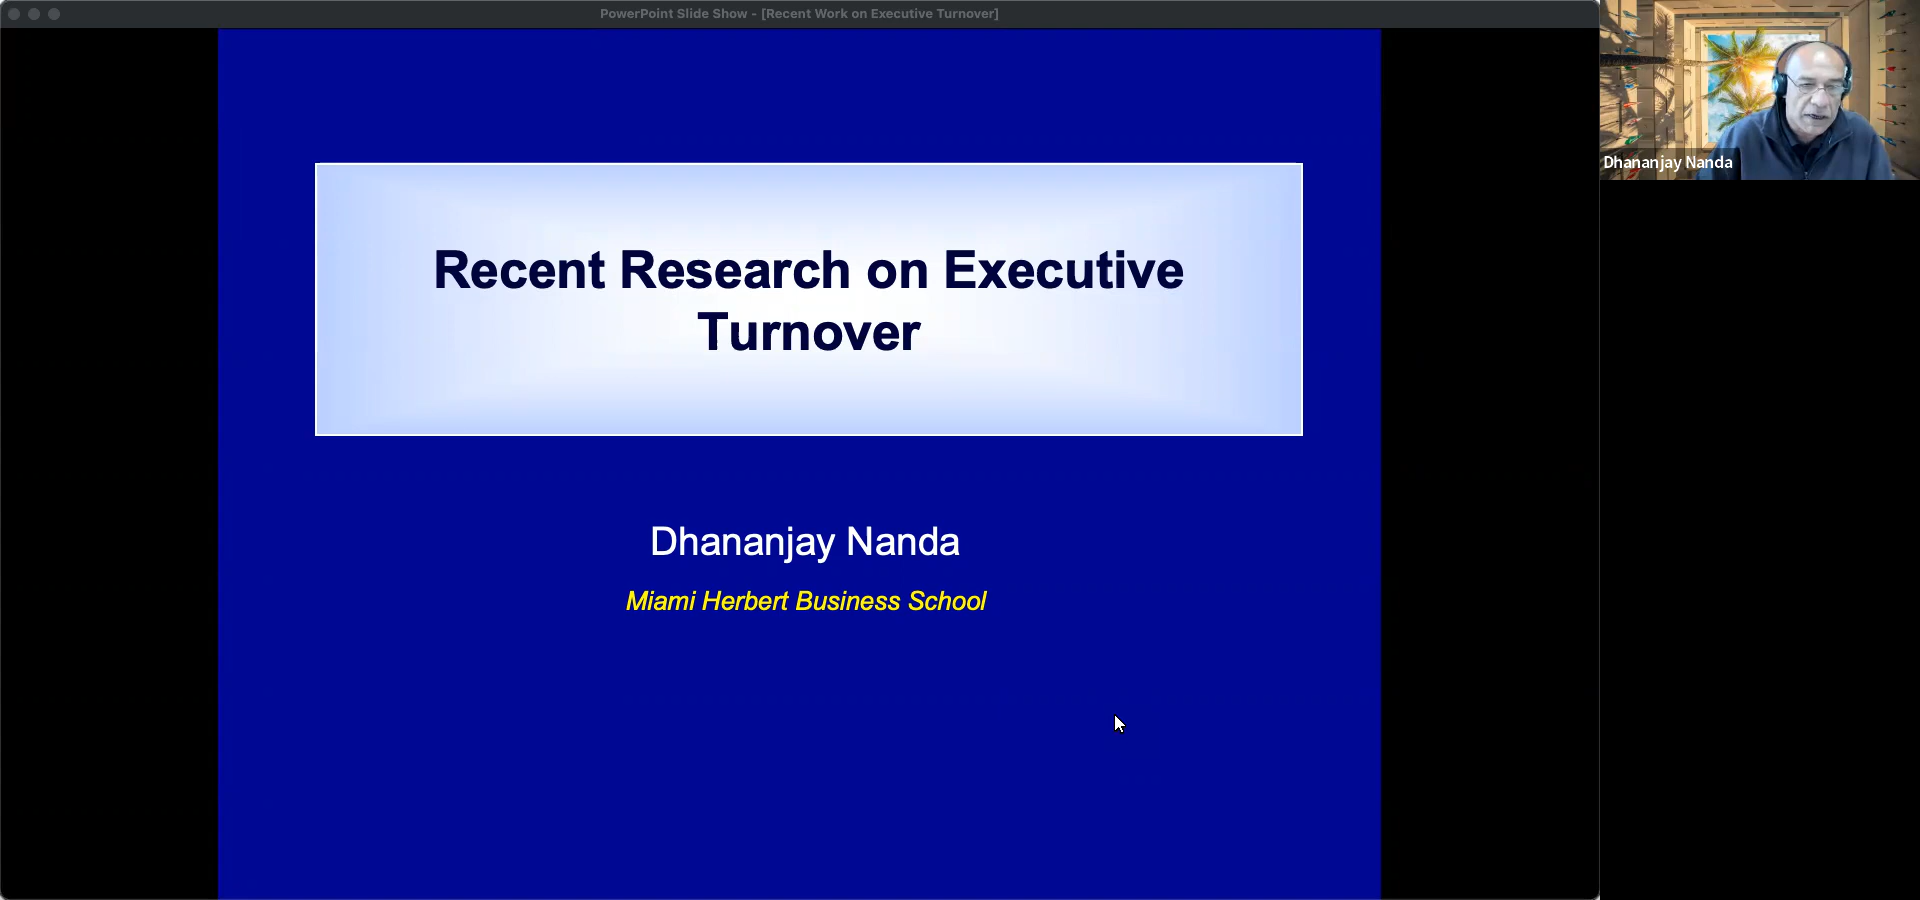 PowerPoint Slide Show - [Recent Work on Executive Turnover]
Recent Research on Executive
Turnover
Dhananjay Nanda
Miami Herbert Business School
Dhananjay Nanda